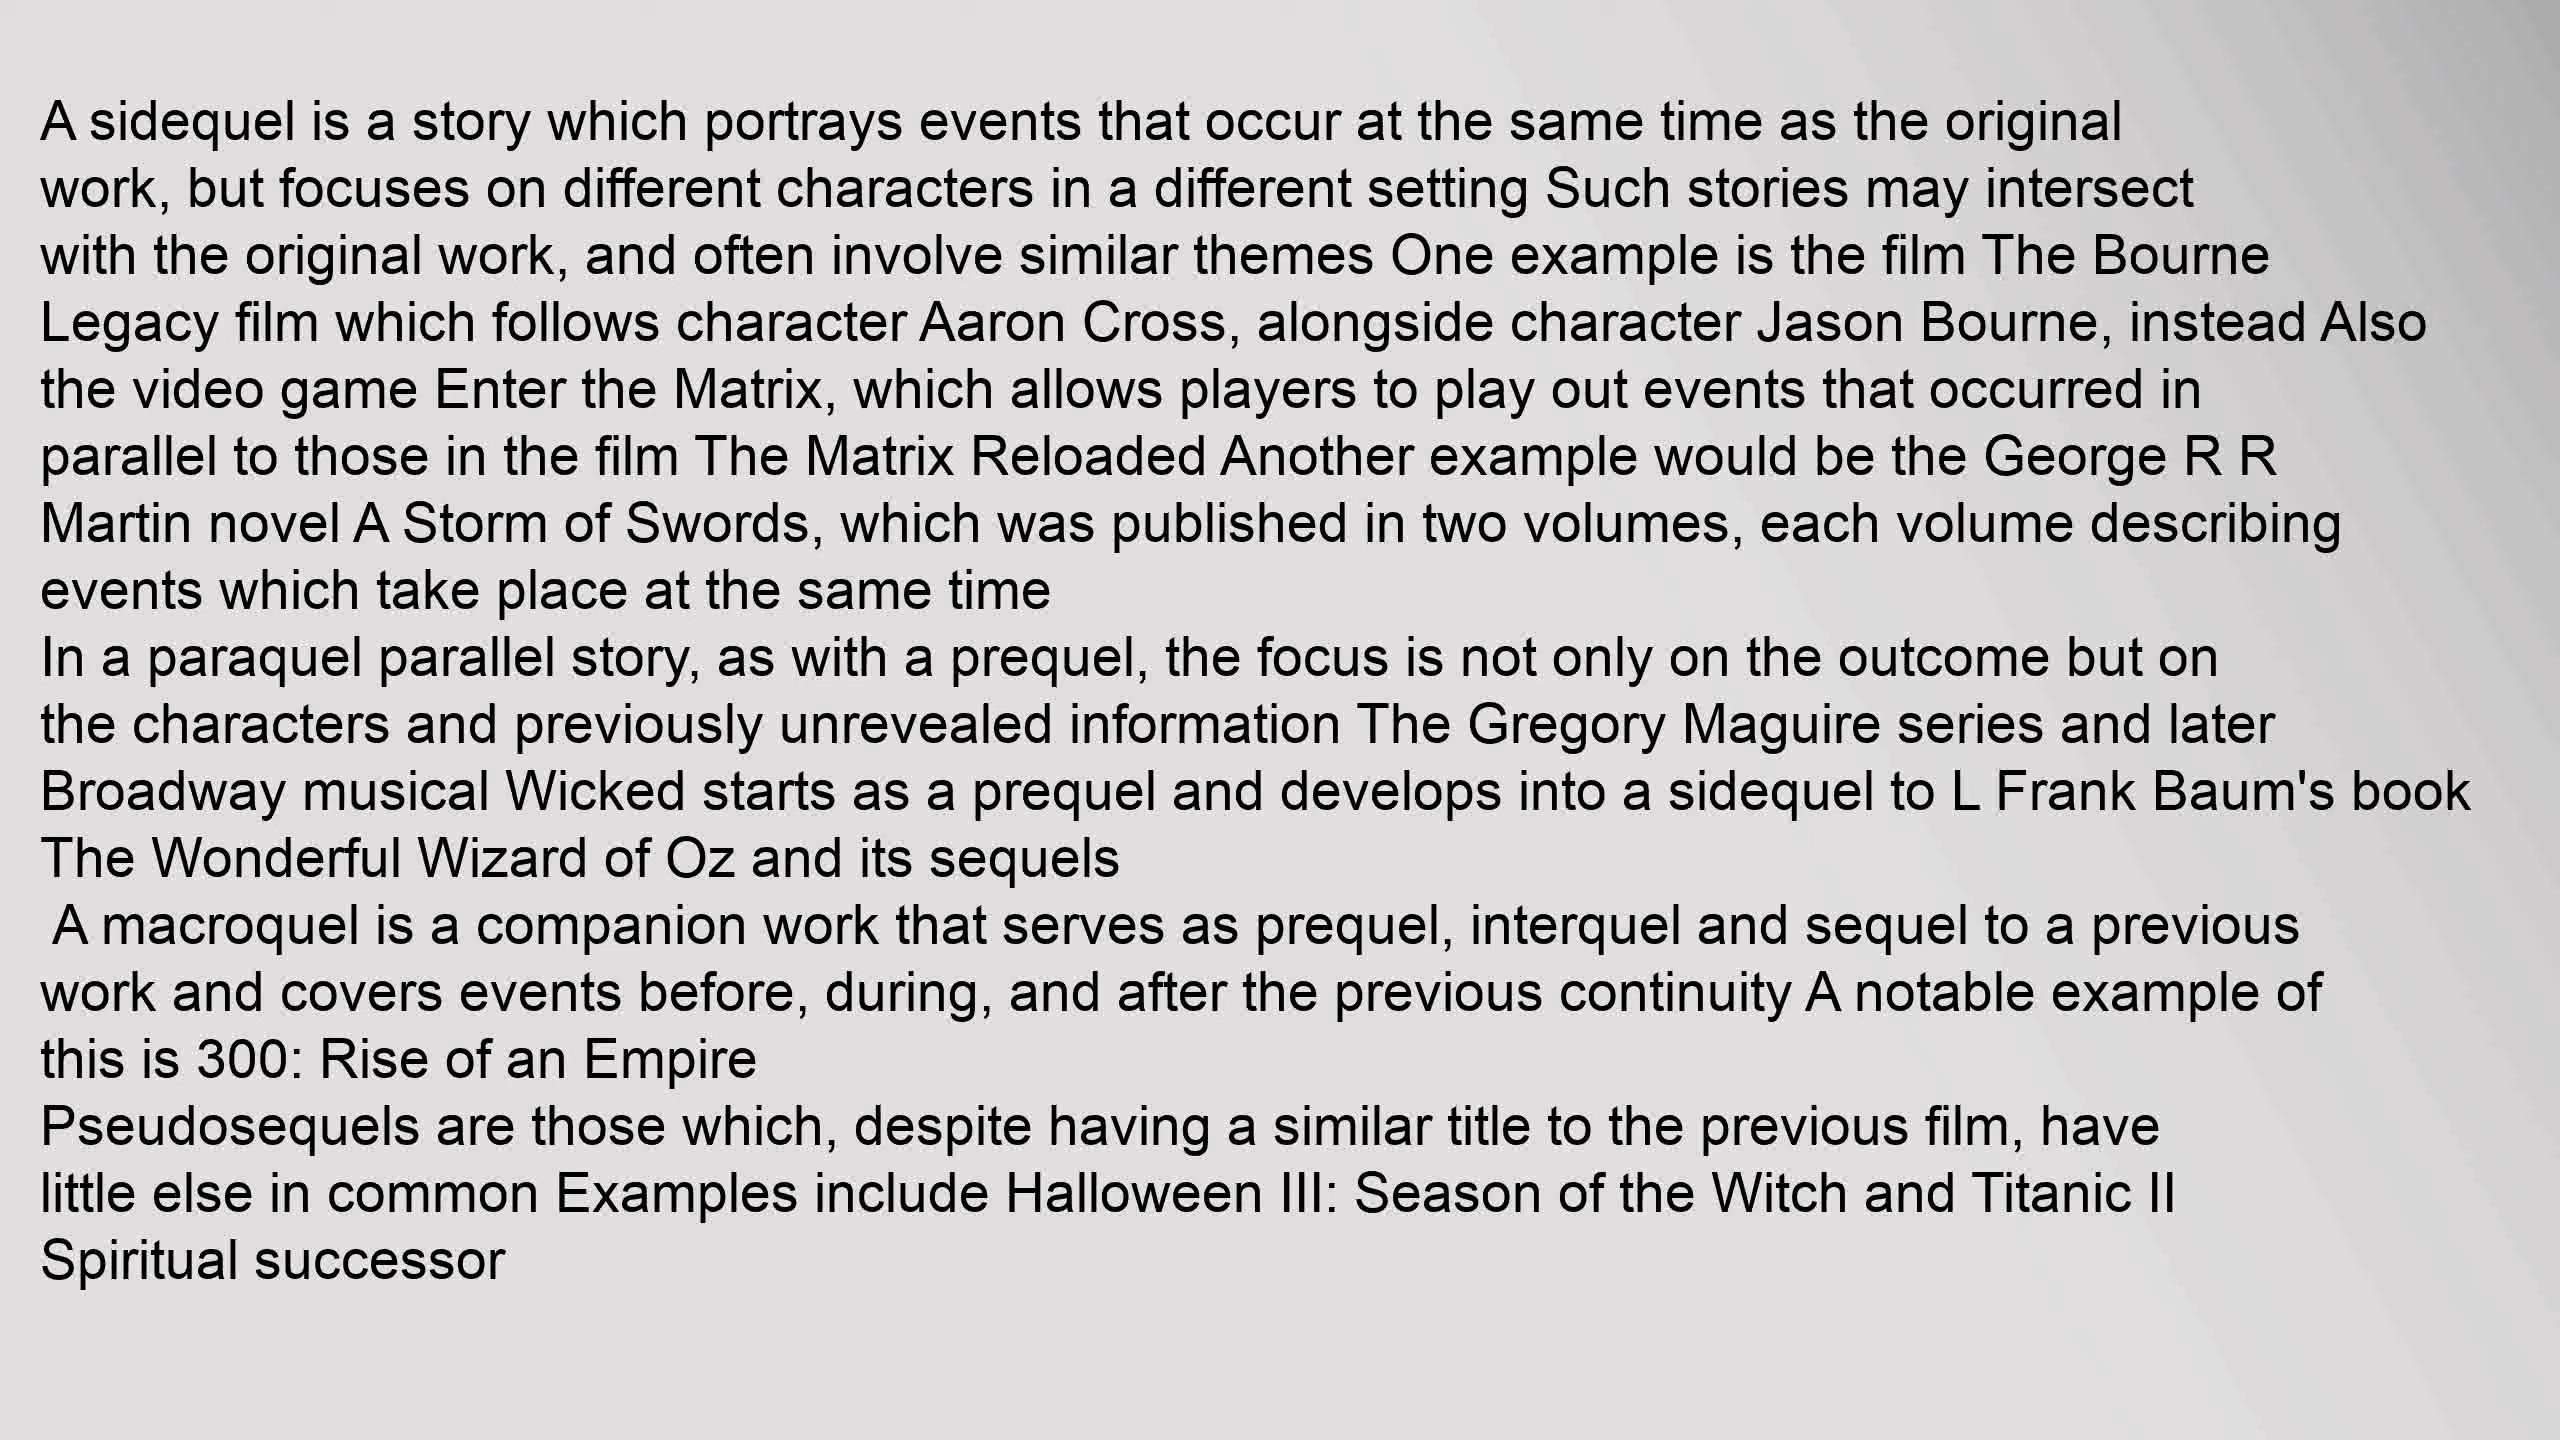 A sidequel is a story which portrays events that occur at the same time as the original
work, but focuses on different characters in a different setting Such stories may intersect
with the original work, and often involve similar themes One example is the film The Bourne
Legacy film which follows character Aaron Cross, alongside character Jason Bourne, instead Also
the video game Enter the Matrix, which allows players to play out events that occurred in
parallel to those in the film The Matrix Reloaded Another example would be the George R R
Martin novel A Storm of Swords, which was published in two volumes, each volume describing
events which take place at the same time
In a paraquel parallel story, as with a prequel, the focus is not only on the outcome but on
the characters and previously unrevealed information The Gregory Maguire series and later
Broadway musical Wicked starts as a prequel and develops into a sidequel to L Frank Baum's book
The Wonderful Wizard of Oz and its sequels
A macroquel is a companion work that serves as prequel, interquel and sequel to a previous
work and covers events before, during, and after the previous continuity A notable example of
this is 300: Rise of an Empire
Pseudosequels are those which, despite having a similar title to the previous film, have
little else in common Examples include Halloween III: Season of the Witch and Titanic II
Spiritual successor